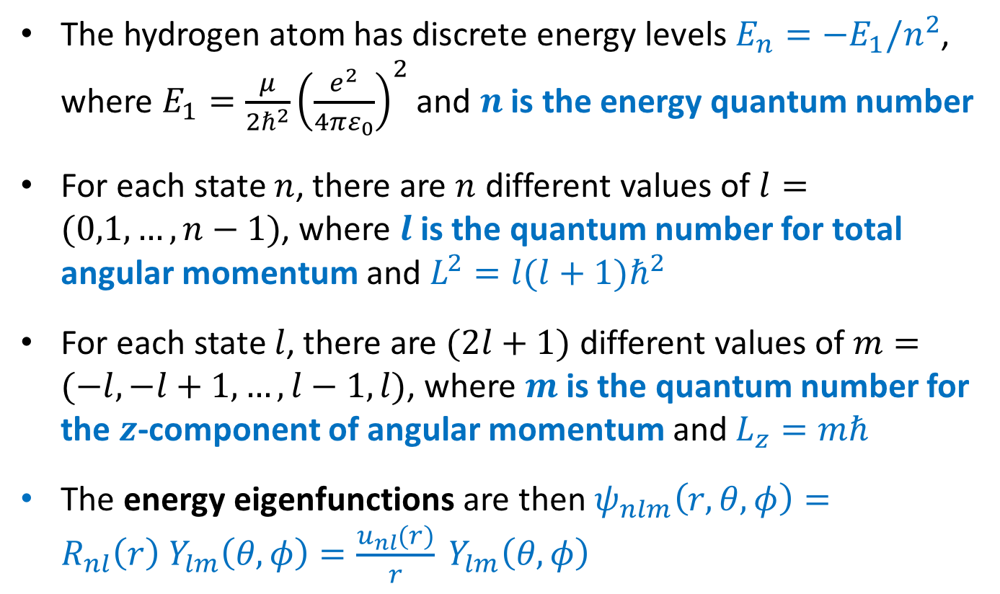 • The hydrogen atom has discrete energy levels $E_n = -E_1/n^2$,
where $E_1 = \frac{\mu}{2\hbar^2}\left(\frac{e^2}{4\pi\varepsilon_0}\right)^2$ and n is the energy quantum number
• For each state $n$, there are $n$ different values of $l =$
$(0,1,\ldots,n-1)$, where l is the quantum number for total
angular momentum and $L^2 = l(l+1)\hbar^2$
• For each state $l$, there are $(2l+1)$ different values of $m =$
$(-l,-l+1,\ldots,l-1,l)$, where m is the quantum number for
the z-component of angular momentum and $L_z = m\hbar$
• The energy eigenfunctions are then $\psi_{nlm}(r,\theta,\phi) =$
$R_{nl}(r)\,Y_{lm}(\theta,\phi) = \frac{u_{nl}(r)}{r}\,Y_{lm}(\theta,\phi)$